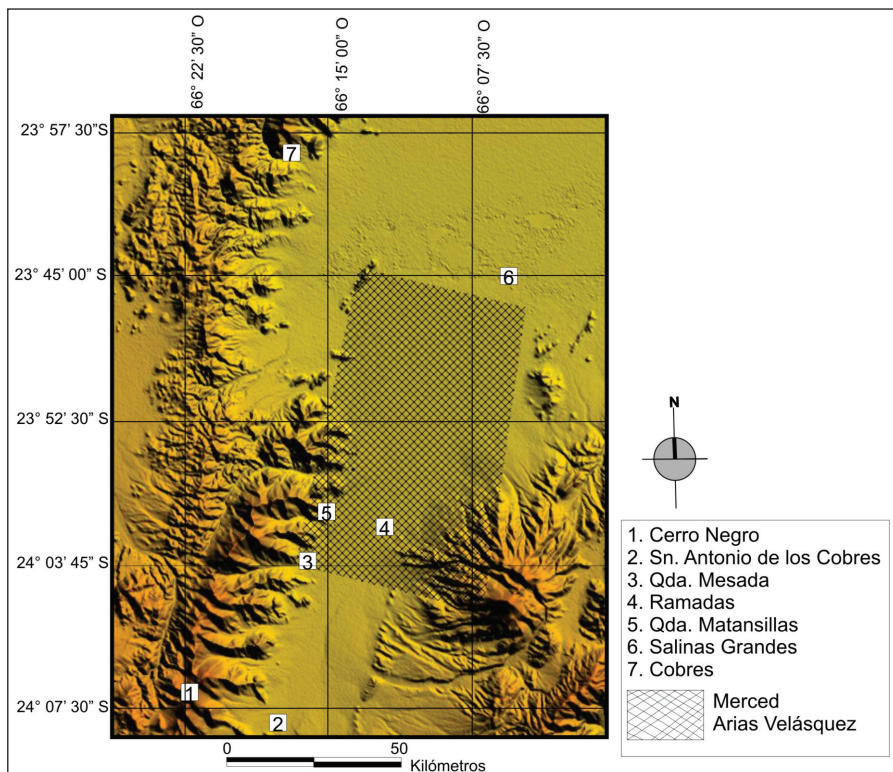 66° 22' 30" O
66° 15' 00" O
66° 07' 30" O
23° 57' 30"S
7
23° 45' 00" S
6
23° 52' 30" S
5
4
24° 03' 45" S
3
1
24° 07' 30" S
2
0 50
Kilómetros
N
1. Cerro Negro
2. Sn. Antonio de los Cobres
3. Qda. Mesada
4. Ramadas
5. Qda. Matansillas
6. Salinas Grandes
7. Cobres
Merced
Arias Velásquez